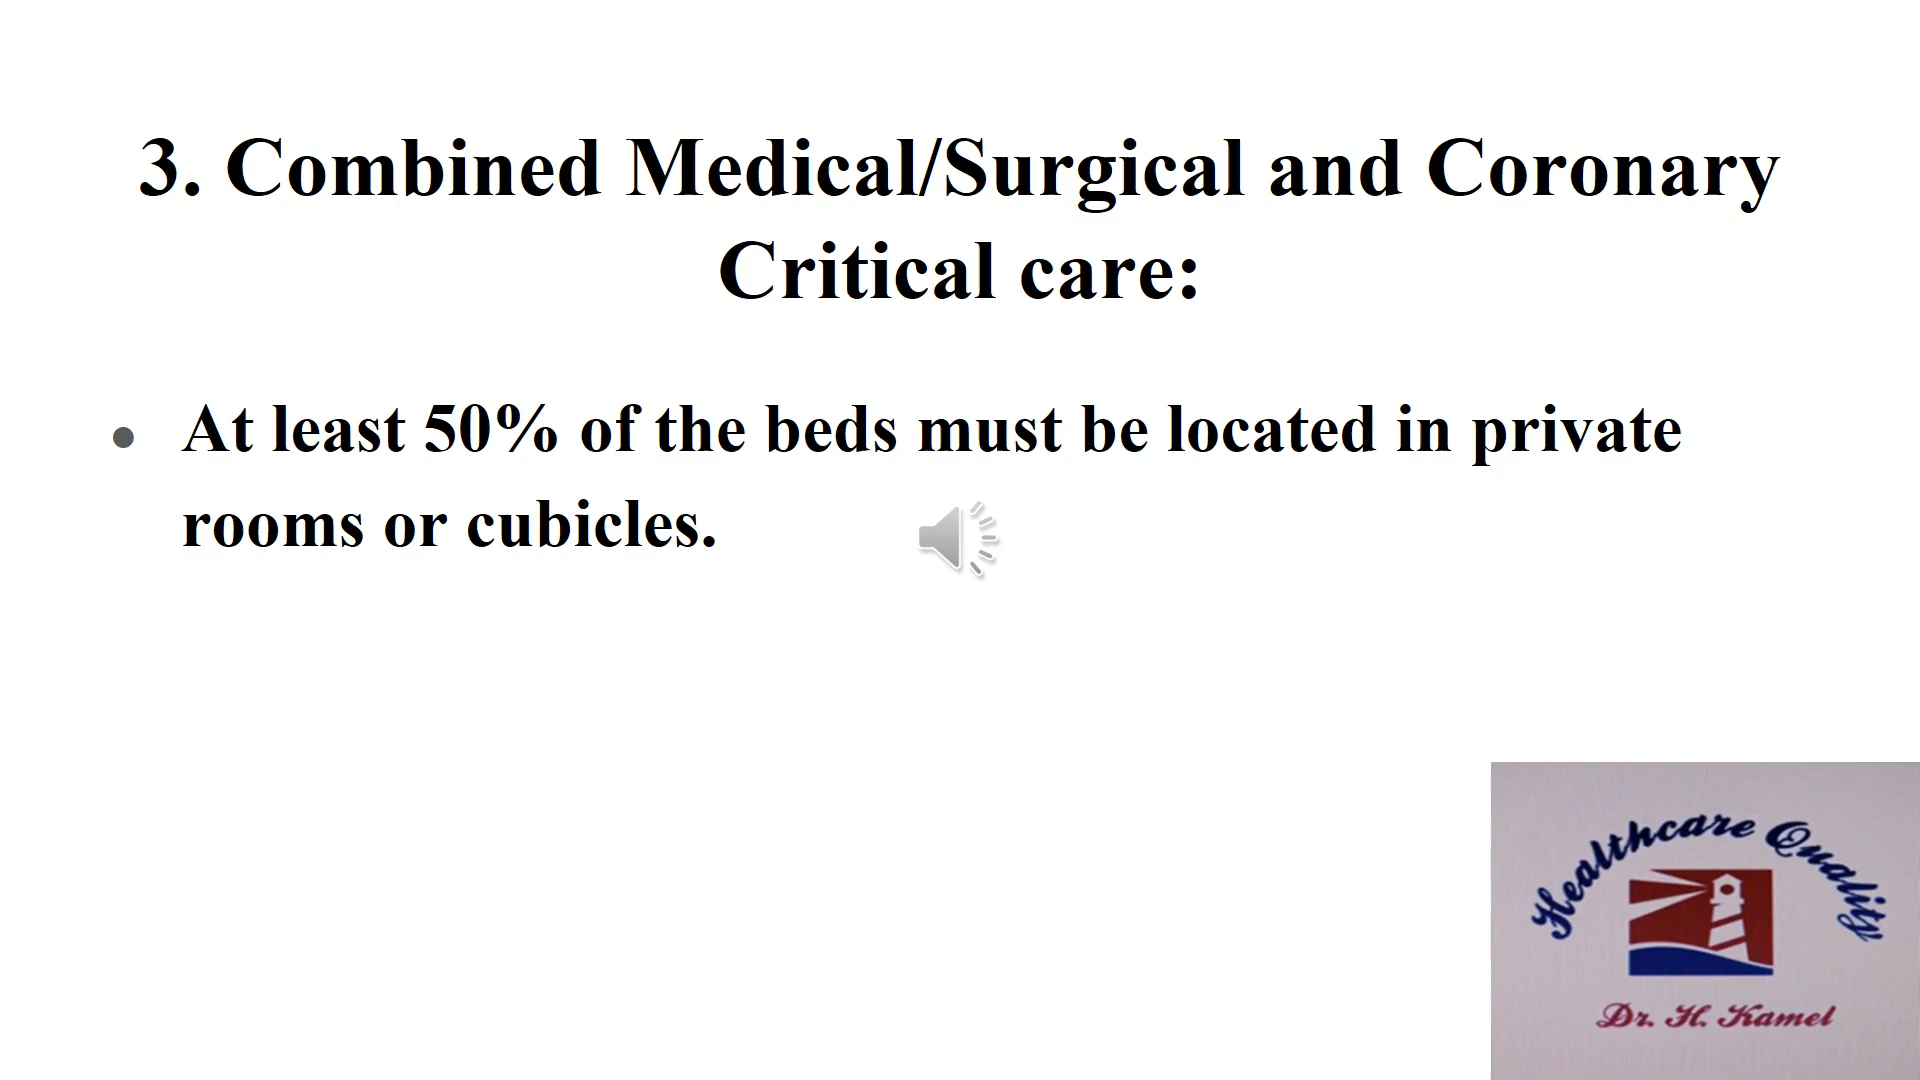 3. Combined Medical/Surgical and Coronary
Critical care:
• At least 50% of the beds must be located in private
rooms or cubicles.
Healthcare Quality
Dr. H. Kamel